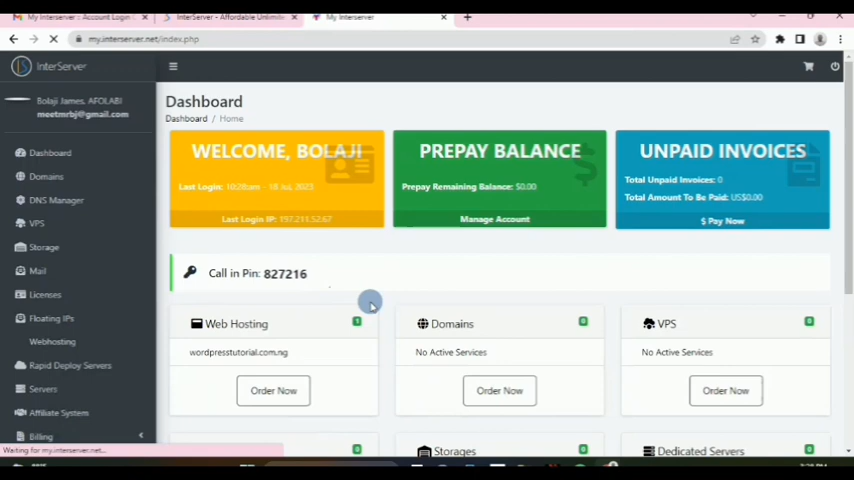 My Interserver :: Account Login
InterServer - Affordable Unlimite
My Interserver
my.interserver.net/index.php
InterServer
Bolaji James, AFOLABI
meetmrbj@gmail.com
Dashboard
Domains
DNS Manager
VPS
Storage
Mail
Licenses
Floating IPs
Webhosting
Rapid Deploy Servers
Servers
Affiliate System
Billing
Dashboard
Dashboard / Home
WELCOME, BOLAJI
Last Login: 10:28am - 18 Jul, 2023
Last Login IP: 197.211.52.67
PREPAY BALANCE
Prepay Remaining Balance: $0.00
Manage Account
UNPAID INVOICES
Total Unpaid Invoices: 0
Total Amount To Be Paid: US$0.00
$ Pay Now
Call in Pin: 827216
Web Hosting 1
wordpresstutorial.com.ng
Order Now
Domains 0
No Active Services
Order Now
VPS 0
No Active Services
Order Now
0
Storages 0
Dedicated Servers 0
Waiting for my.interserver.net...